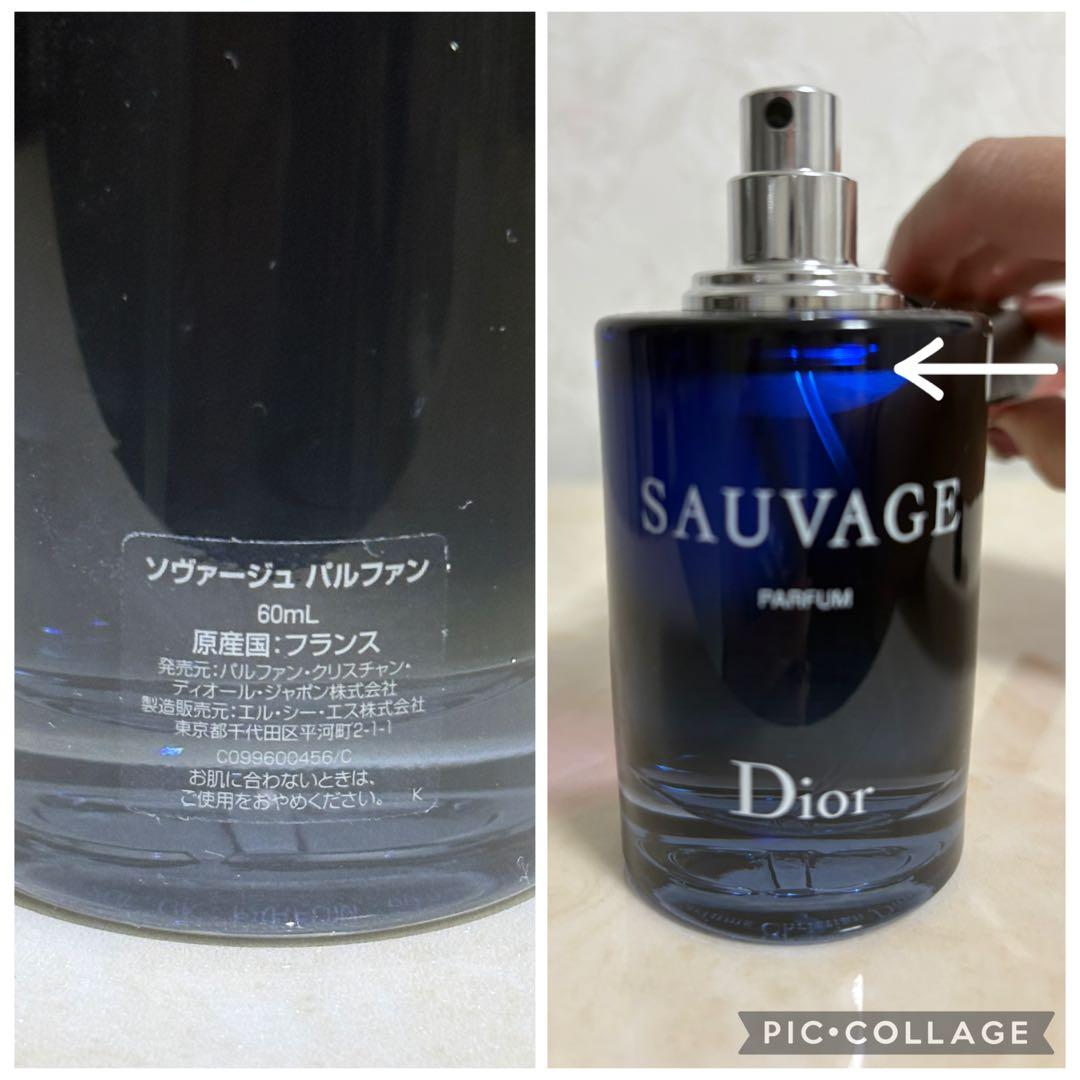 ソヴァージュ パルファン
60mL
原産国:フランス
発売元:パルファン・クリスチャン・
ディオール・ジャポン株式会社
製造販売元:エル・シー・エス株式会社
東京都千代田区平河町2-1-1
C099600456/C
お肌に合わないときは、
ご使用をおやめください。 K
SAUVAGE
PARFUM
Dior
PIC•COLLAGE